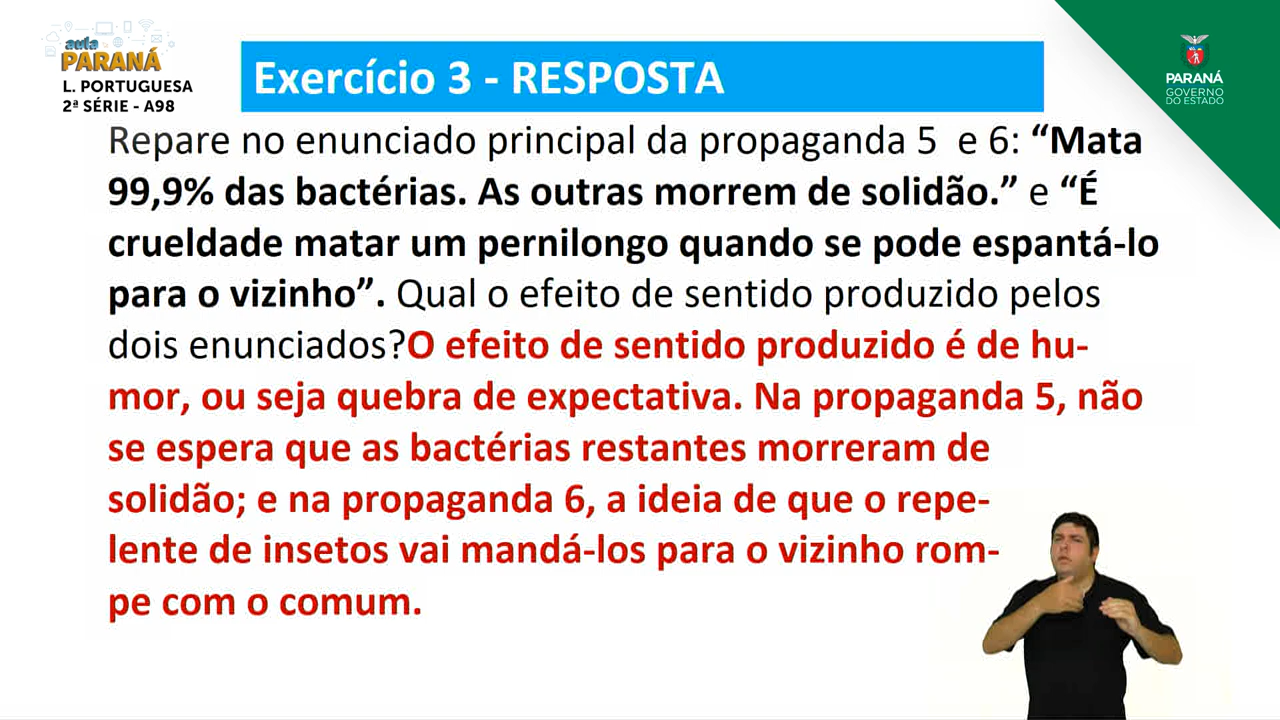 aula
PARANÁ
L. PORTUGUESA
2ª SÉRIE - A98
Exercício 3 - RESPOSTA
PARANÁ
GOVERNO
DO ESTADO
Repare no enunciado principal da propaganda 5  e 6: “Mata
99,9% das bactérias. As outras morrem de solidão.” e “É
crueldade matar um pernilongo quando se pode espantá-lo
para o vizinho”. Qual o efeito de sentido produzido pelos
dois enunciados?O efeito de sentido produzido é de hu-
mor, ou seja quebra de expectativa. Na propaganda 5, não
se espera que as bactérias restantes morreram de
solidão; e na propaganda 6, a ideia de que o repe-
lente de insetos vai mandá-los para o vizinho rom-
pe com o comum.